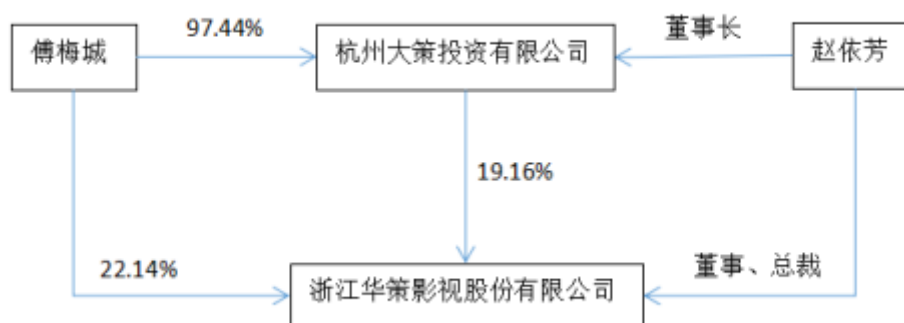 97.44%
董事长
傅梅城
杭州大策投资有限公司
赵依芳
19.16%
22.14%
董事、总裁
浙江华策影视股份有限公司